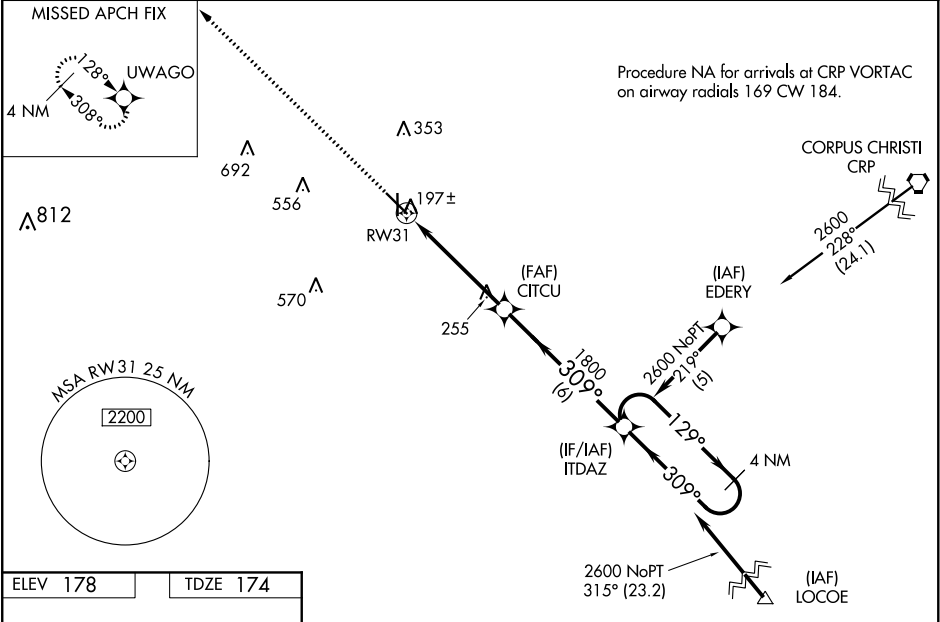 MISSED APCH FIX
128°
UWAGO
4 NM
308°
Procedure NA for arrivals at CRP VORTAC
on airway radials 169 CW 184.
353
692
556
197±
812
RW31
CORPUS CHRISTI
CRP
2600
228°
(24.1)
(FAF)
CITCU
(IAF)
EDERY
570
255
2600 NoPT
219°
(5)
1800
309°
(6)
MSA RW31 25 NM
2200
129°
(IF/IAF)
ITDAZ
4 NM
309°
2600 NoPT
315° (23.2)
(IAF)
LOCOE
ELEV 178
TDZE 174